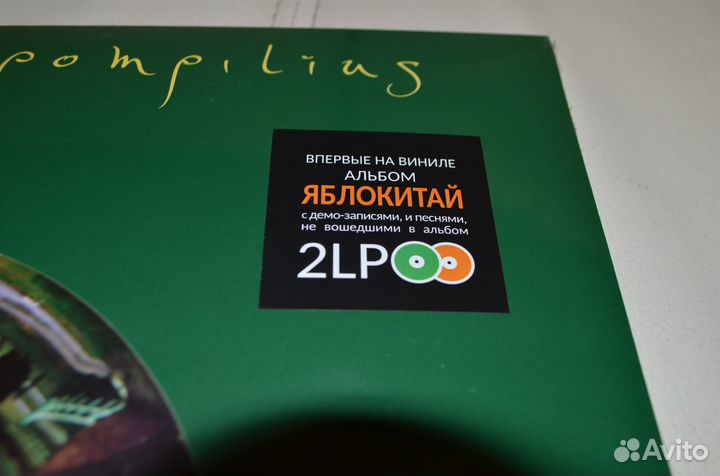 pompilius
ВПЕРВЫЕ НА ВИНИЛЕ
АЛЬБОМ
ЯБЛОКИТАЙ
с демо-записями, и песнями,
не вошедшими в альбом
2LP
Avito